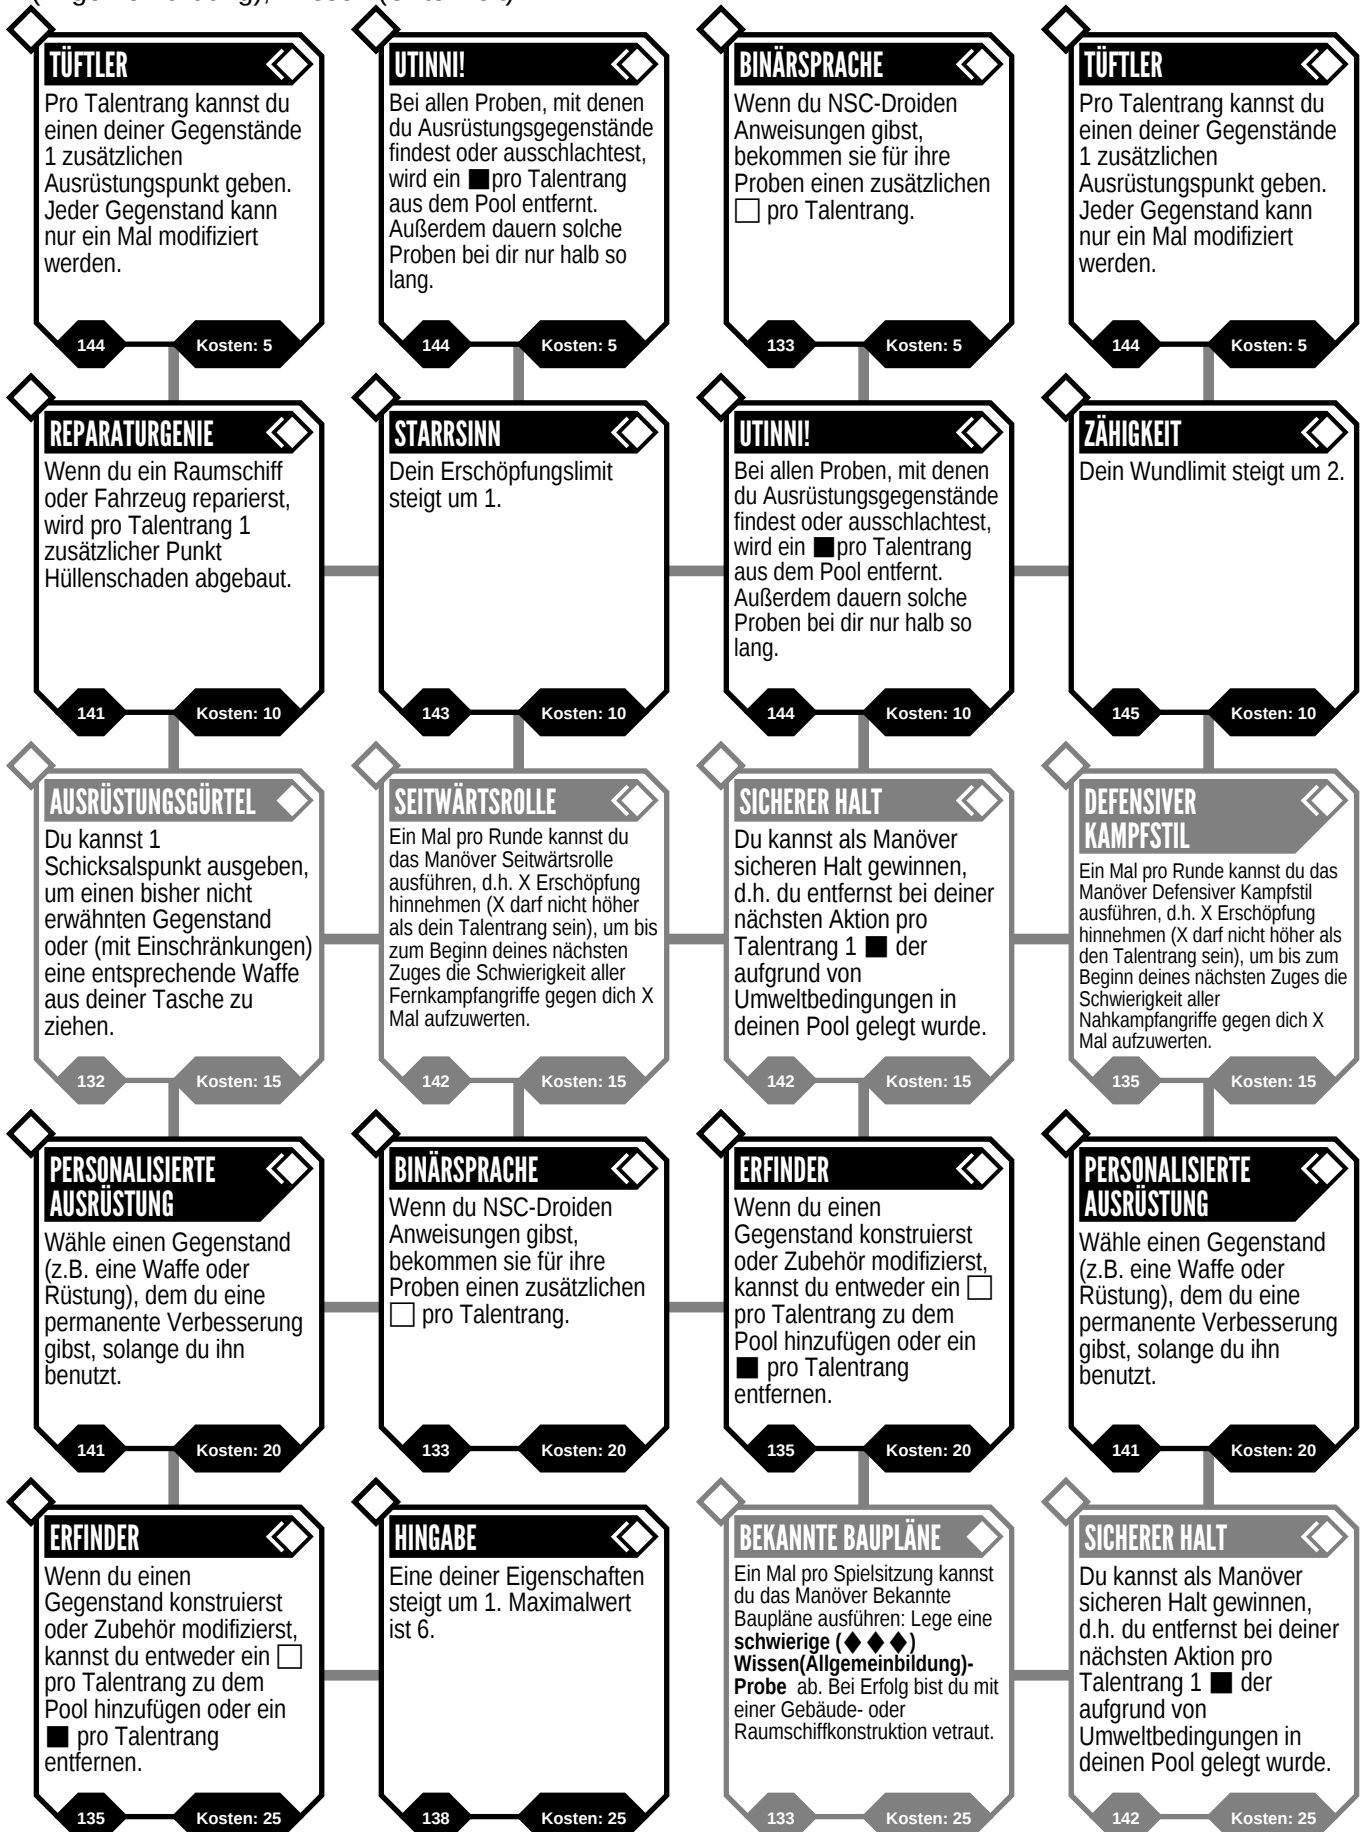 TÜFTLER
Pro Talentrang kannst du
einen deiner Gegenstände
1 zusätzlichen
Ausrüstungspunkt geben.
Jeder Gegenstand kann
nur ein Mal modifiziert
werden.
144
Kosten: 5
UTINNI!
Bei allen Proben, mit denen
du Ausrüstungsgegenstände
findest oder ausschlachtest,
wird ein ■pro Talentrang
aus dem Pool entfernt.
Außerdem dauern solche
Proben bei dir nur halb so
lang.
144
Kosten: 5
BINÄRSPRACHE
Wenn du NSC-Droiden
Anweisungen gibst,
bekommen sie für ihre
Proben einen zusätzlichen
□ pro Talentrang.
133
Kosten: 5
TÜFTLER
Pro Talentrang kannst du
einen deiner Gegenstände
1 zusätzlichen
Ausrüstungspunkt geben.
Jeder Gegenstand kann
nur ein Mal modifiziert
werden.
144
Kosten: 5
REPARATURGENIE
Wenn du ein Raumschiff
oder Fahrzeug reparierst,
wird pro Talentrang 1
zusätzlicher Punkt
Hüllenschaden abgebaut.
141
Kosten: 10
STARRSINN
Dein Erschöpfungslimit
steigt um 1.
143
Kosten: 10
UTINNI!
Bei allen Proben, mit denen
du Ausrüstungsgegenstände
findest oder ausschlachtest,
wird ein ■pro Talentrang
aus dem Pool entfernt.
Außerdem dauern solche
Proben bei dir nur halb so
lang.
144
Kosten: 10
ZÄHIGKEIT
Dein Wundlimit steigt um 2.
145
Kosten: 10
AUSRÜSTUNGSGÜRTEL
Du kannst 1
Schicksalspunkt ausgeben,
um einen bisher nicht
erwähnten Gegenstand
oder (mit Einschränkungen)
eine entsprechende Waffe
aus deiner Tasche zu
ziehen.
132
Kosten: 15
SEITWÄRTSROLLE
Ein Mal pro Runde kannst du
das Manöver Seitwärtsrolle
ausführen, d.h. X Erschöpfung
hinnehmen (X darf nicht höher
als dein Talentrang sein), um bis
zum Beginn deines nächsten
Zuges die Schwierigkeit aller
Fernkampfangriffe gegen dich X
Mal aufzuwerten.
142
Kosten: 15
SICHERER HALT
Du kannst als Manöver
sicheren Halt gewinnen,
d.h. du entfernst bei deiner
nächsten Aktion pro
Talentrang 1 ■ der
aufgrund von
Umweltbedingungen in
deinen Pool gelegt wurde.
142
Kosten: 15
DEFENSIVER
KAMPFSTIL
Ein Mal pro Runde kannst du das
Manöver Defensiver Kampfstil
ausführen, d.h. X Erschöpfung
hinnehmen (X darf nicht höher als
den Talentrang sein), um bis zum
Beginn deines nächsten Zuges die
Schwierigkeit aller
Nahkampfangriffe gegen dich X
Mal aufzuwerten.
135
Kosten: 15
PERSONALISIERTE
AUSRÜSTUNG
Wähle einen Gegenstand
(z.B. eine Waffe oder
Rüstung), dem du eine
permanente Verbesserung
gibst, solange du ihn
benutzt.
141
Kosten: 20
BINÄRSPRACHE
Wenn du NSC-Droiden
Anweisungen gibst,
bekommen sie für ihre
Proben einen zusätzlichen
□ pro Talentrang.
133
Kosten: 20
ERFINDER
Wenn du einen
Gegenstand konstruierst
oder Zubehör modifizierst,
kannst du entweder ein □
pro Talentrang zu dem
Pool hinzufügen oder ein
■ pro Talentrang
entfernen.
135
Kosten: 20
PERSONALISIERTE
AUSRÜSTUNG
Wähle einen Gegenstand
(z.B. eine Waffe oder
Rüstung), dem du eine
permanente Verbesserung
gibst, solange du ihn
benutzt.
141
Kosten: 20
ERFINDER
Wenn du einen
Gegenstand konstruierst
oder Zubehör modifizierst,
kannst du entweder ein □
pro Talentrang zu dem
Pool hinzufügen oder ein
■ pro Talentrang
entfernen.
135
Kosten: 25
HINGABE
Eine deiner Eigenschaften
steigt um 1. Maximalwert
ist 6.
138
Kosten: 25
BEKANNTE BAUPLÄNE
Ein Mal pro Spielsitzung kannst
du das Manöver Bekannte
Baupläne ausführen: Lege eine
schwierige (◆ ◆ ◆)
Wissen(Allgemeinbildung)-
Probe ab. Bei Erfolg bist du mit
einer Gebäude- oder
Raumschiffkonstruktion vetraut.
133
Kosten: 25
SICHERER HALT
Du kannst als Manöver
sicheren Halt gewinnen,
d.h. du entfernst bei deiner
nächsten Aktion pro
Talentrang 1 ■ der
aufgrund von
Umweltbedingungen in
deinen Pool gelegt wurde.
142
Kosten: 25